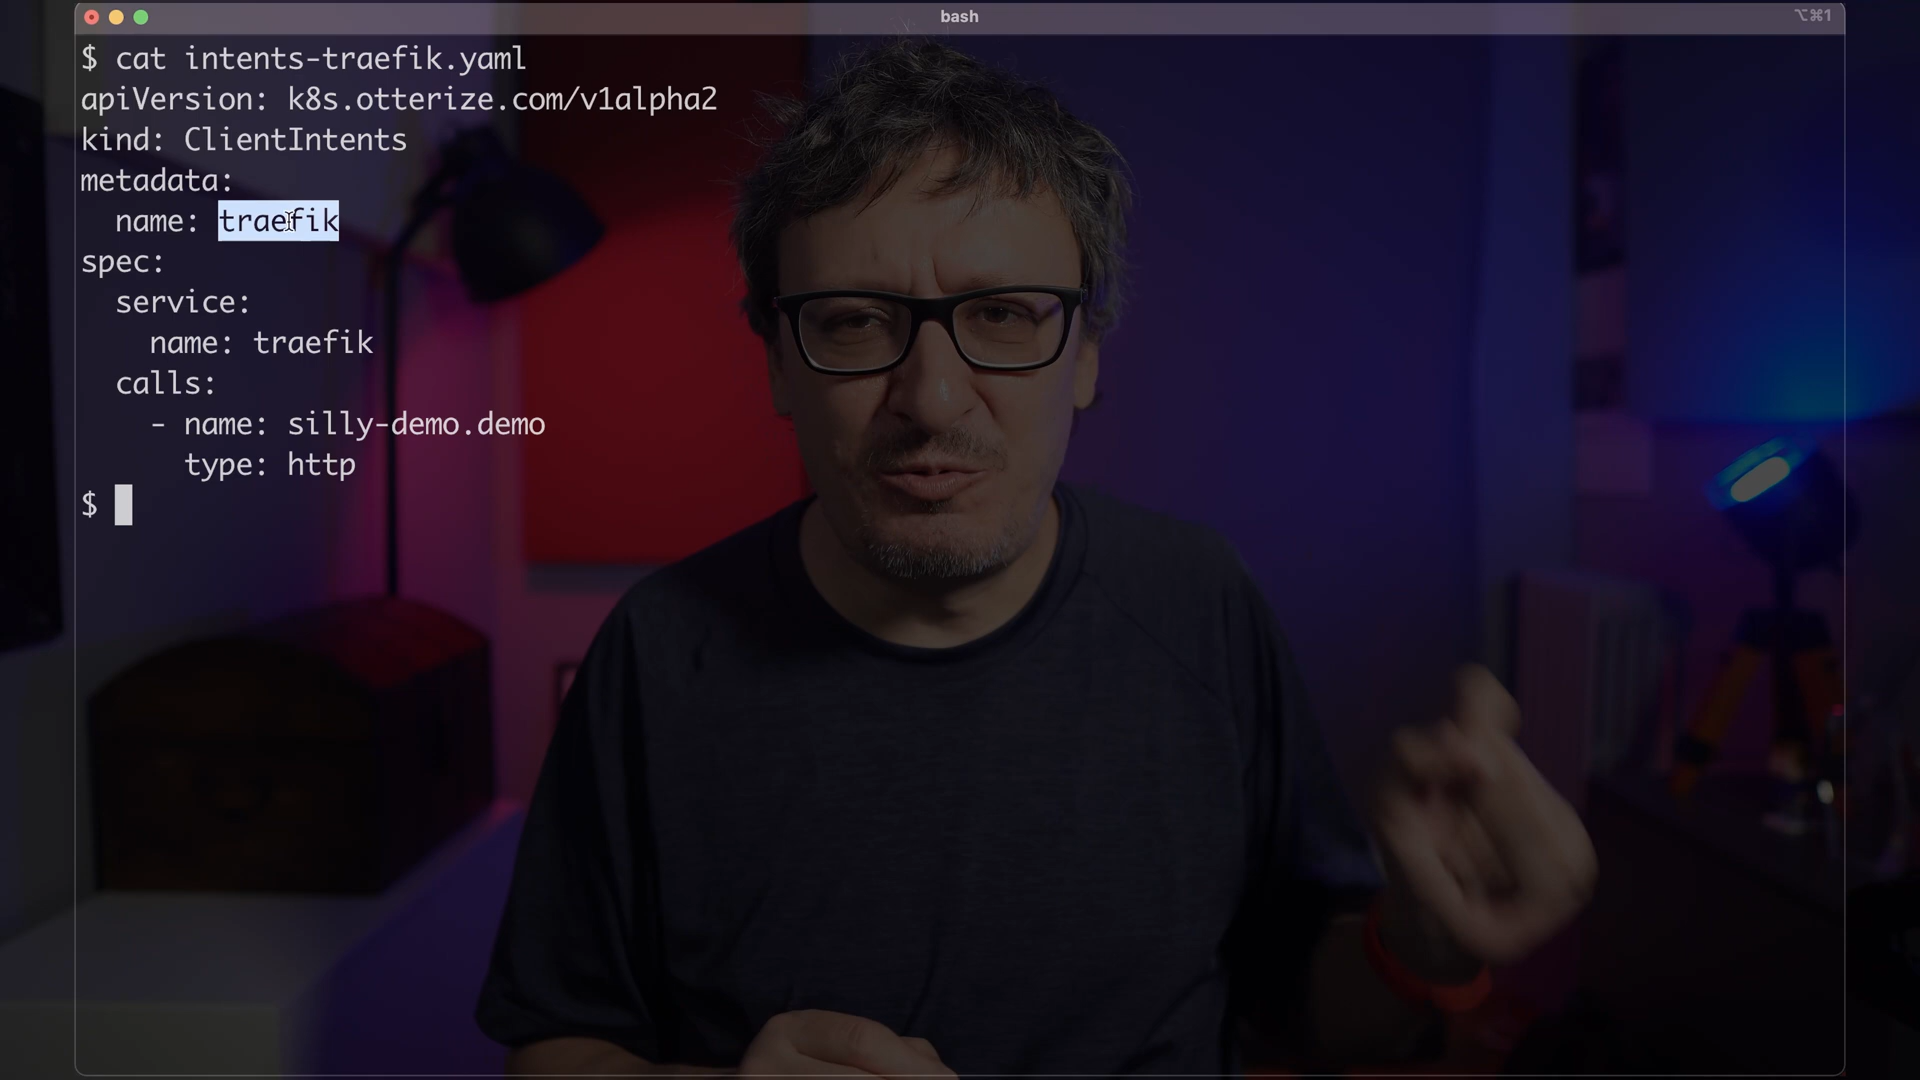 bash
⌥⌘1
$ cat intents-traefik.yaml
apiVersion: k8s.otterize.com/v1alpha2
kind: ClientIntents
metadata:
  name: traefik
spec:
  service:
    name: traefik
  calls:
    - name: silly-demo.demo
      type: http
$